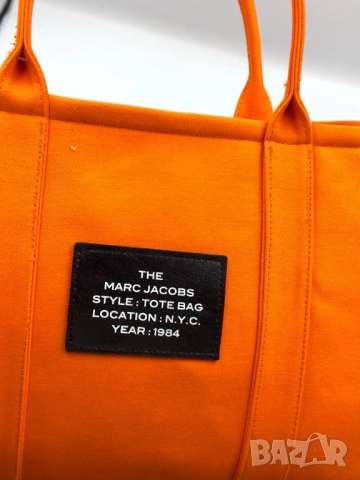 THE
MARC JACOBS
STYLE : TOTE BAG
LOCATION : N.Y.C.
YEAR : 1984
BAZAR